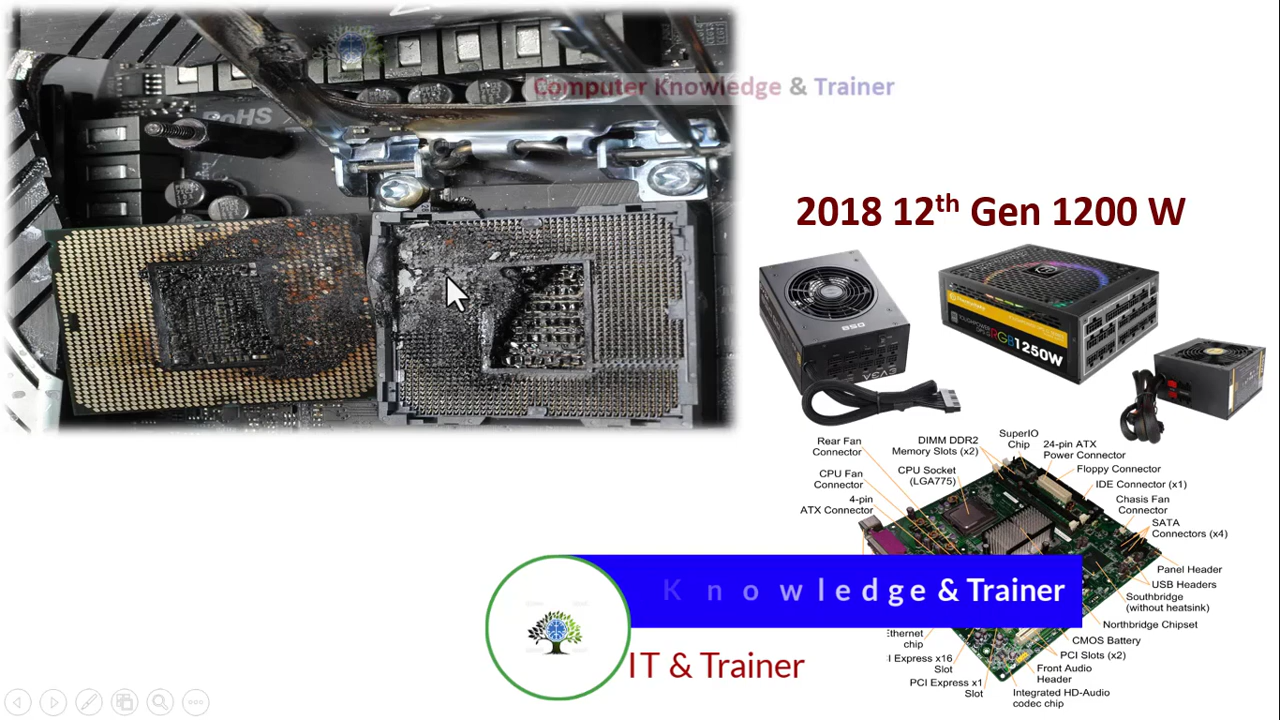 RoHS
Computer Knowledge & Trainer
2018 12th Gen 1200 W
850
EVGA
RGB 1250W
Rear Fan
Connector
DIMM DDR2
Memory Slots (x2)
SuperIO
Chip
24-pin ATX
Power Connector
CPU Fan
Connector
CPU Socket
(LGA775)
Floppy Connector
IDE Connector (x1)
4-pin
ATX Connector
Chasis Fan
Connector
SATA
Connectors (x4)
Panel Header
USB Headers
Southbridge
(without heatsink)
Northbridge Chipset
CMOS Battery
PCI Slots (x2)
Front Audio
Header
Integrated HD-Audio
codec chip
Ethernet
chip
I Express x16
Slot
PCI Express x1
Slot
Knowledge & Trainer
IT & Trainer